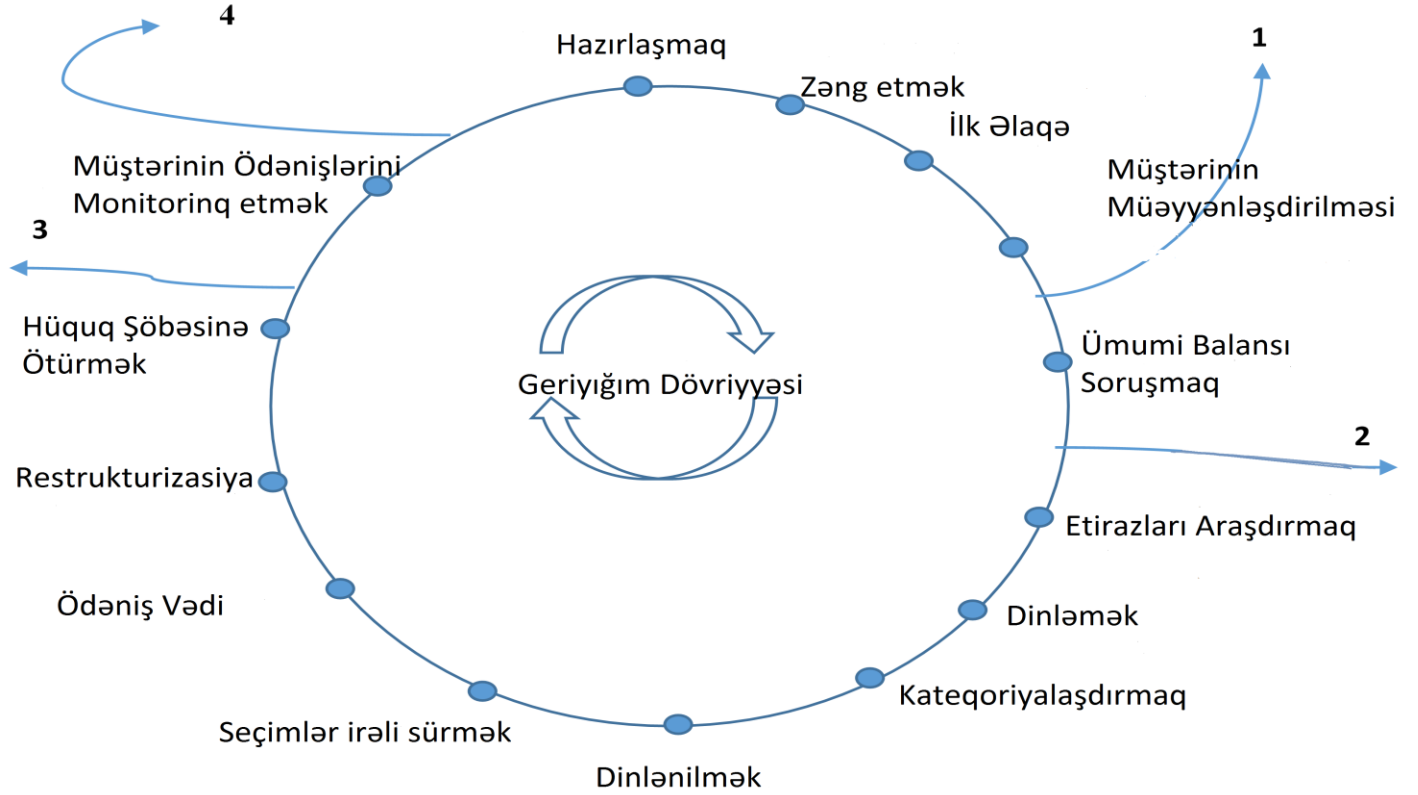 4
Hazırlaşmaq
1
Zəng etmək
İlk Əlaqə
Müştərinin Ödənişlərini
Monitorinq etmək
Müştərinin
Müəyyənləşdirilməsi
3
Hüquq Şöbəsinə
Ötürmək
Ümumi Balansı
Soruşmaq
Geriyığım Dövriyyəsi
2
Restrukturizasiya
Etirazları Araşdırmaq
Ödəniş Vədi
Dinləmək
Kateqoriyalaşdırmaq
Seçimlər irəli sürmək
Dinlənilmək